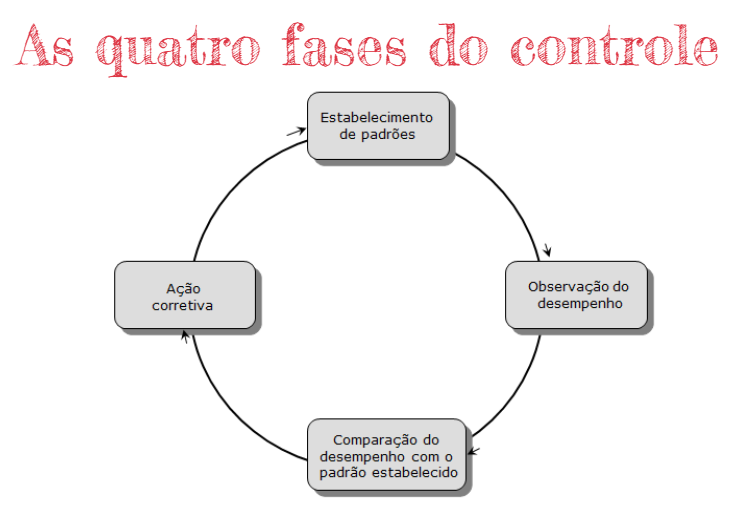 As quatro fases do controle
Estabelecimento
de padrões
Observação do
desempenho
Comparação do
desempenho com o
padrão estabelecido
Ação
corretiva